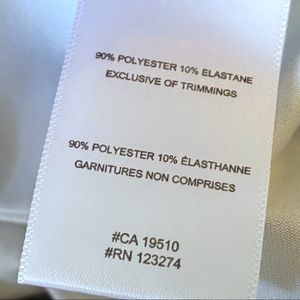 90% POLYESTER 10% ELASTANE
EXCLUSIVE OF TRIMMINGS
90% POLYESTER 10% ÉLASTHANNE
GARNITURES NON COMPRISES
#CA 19510
#RN 123274